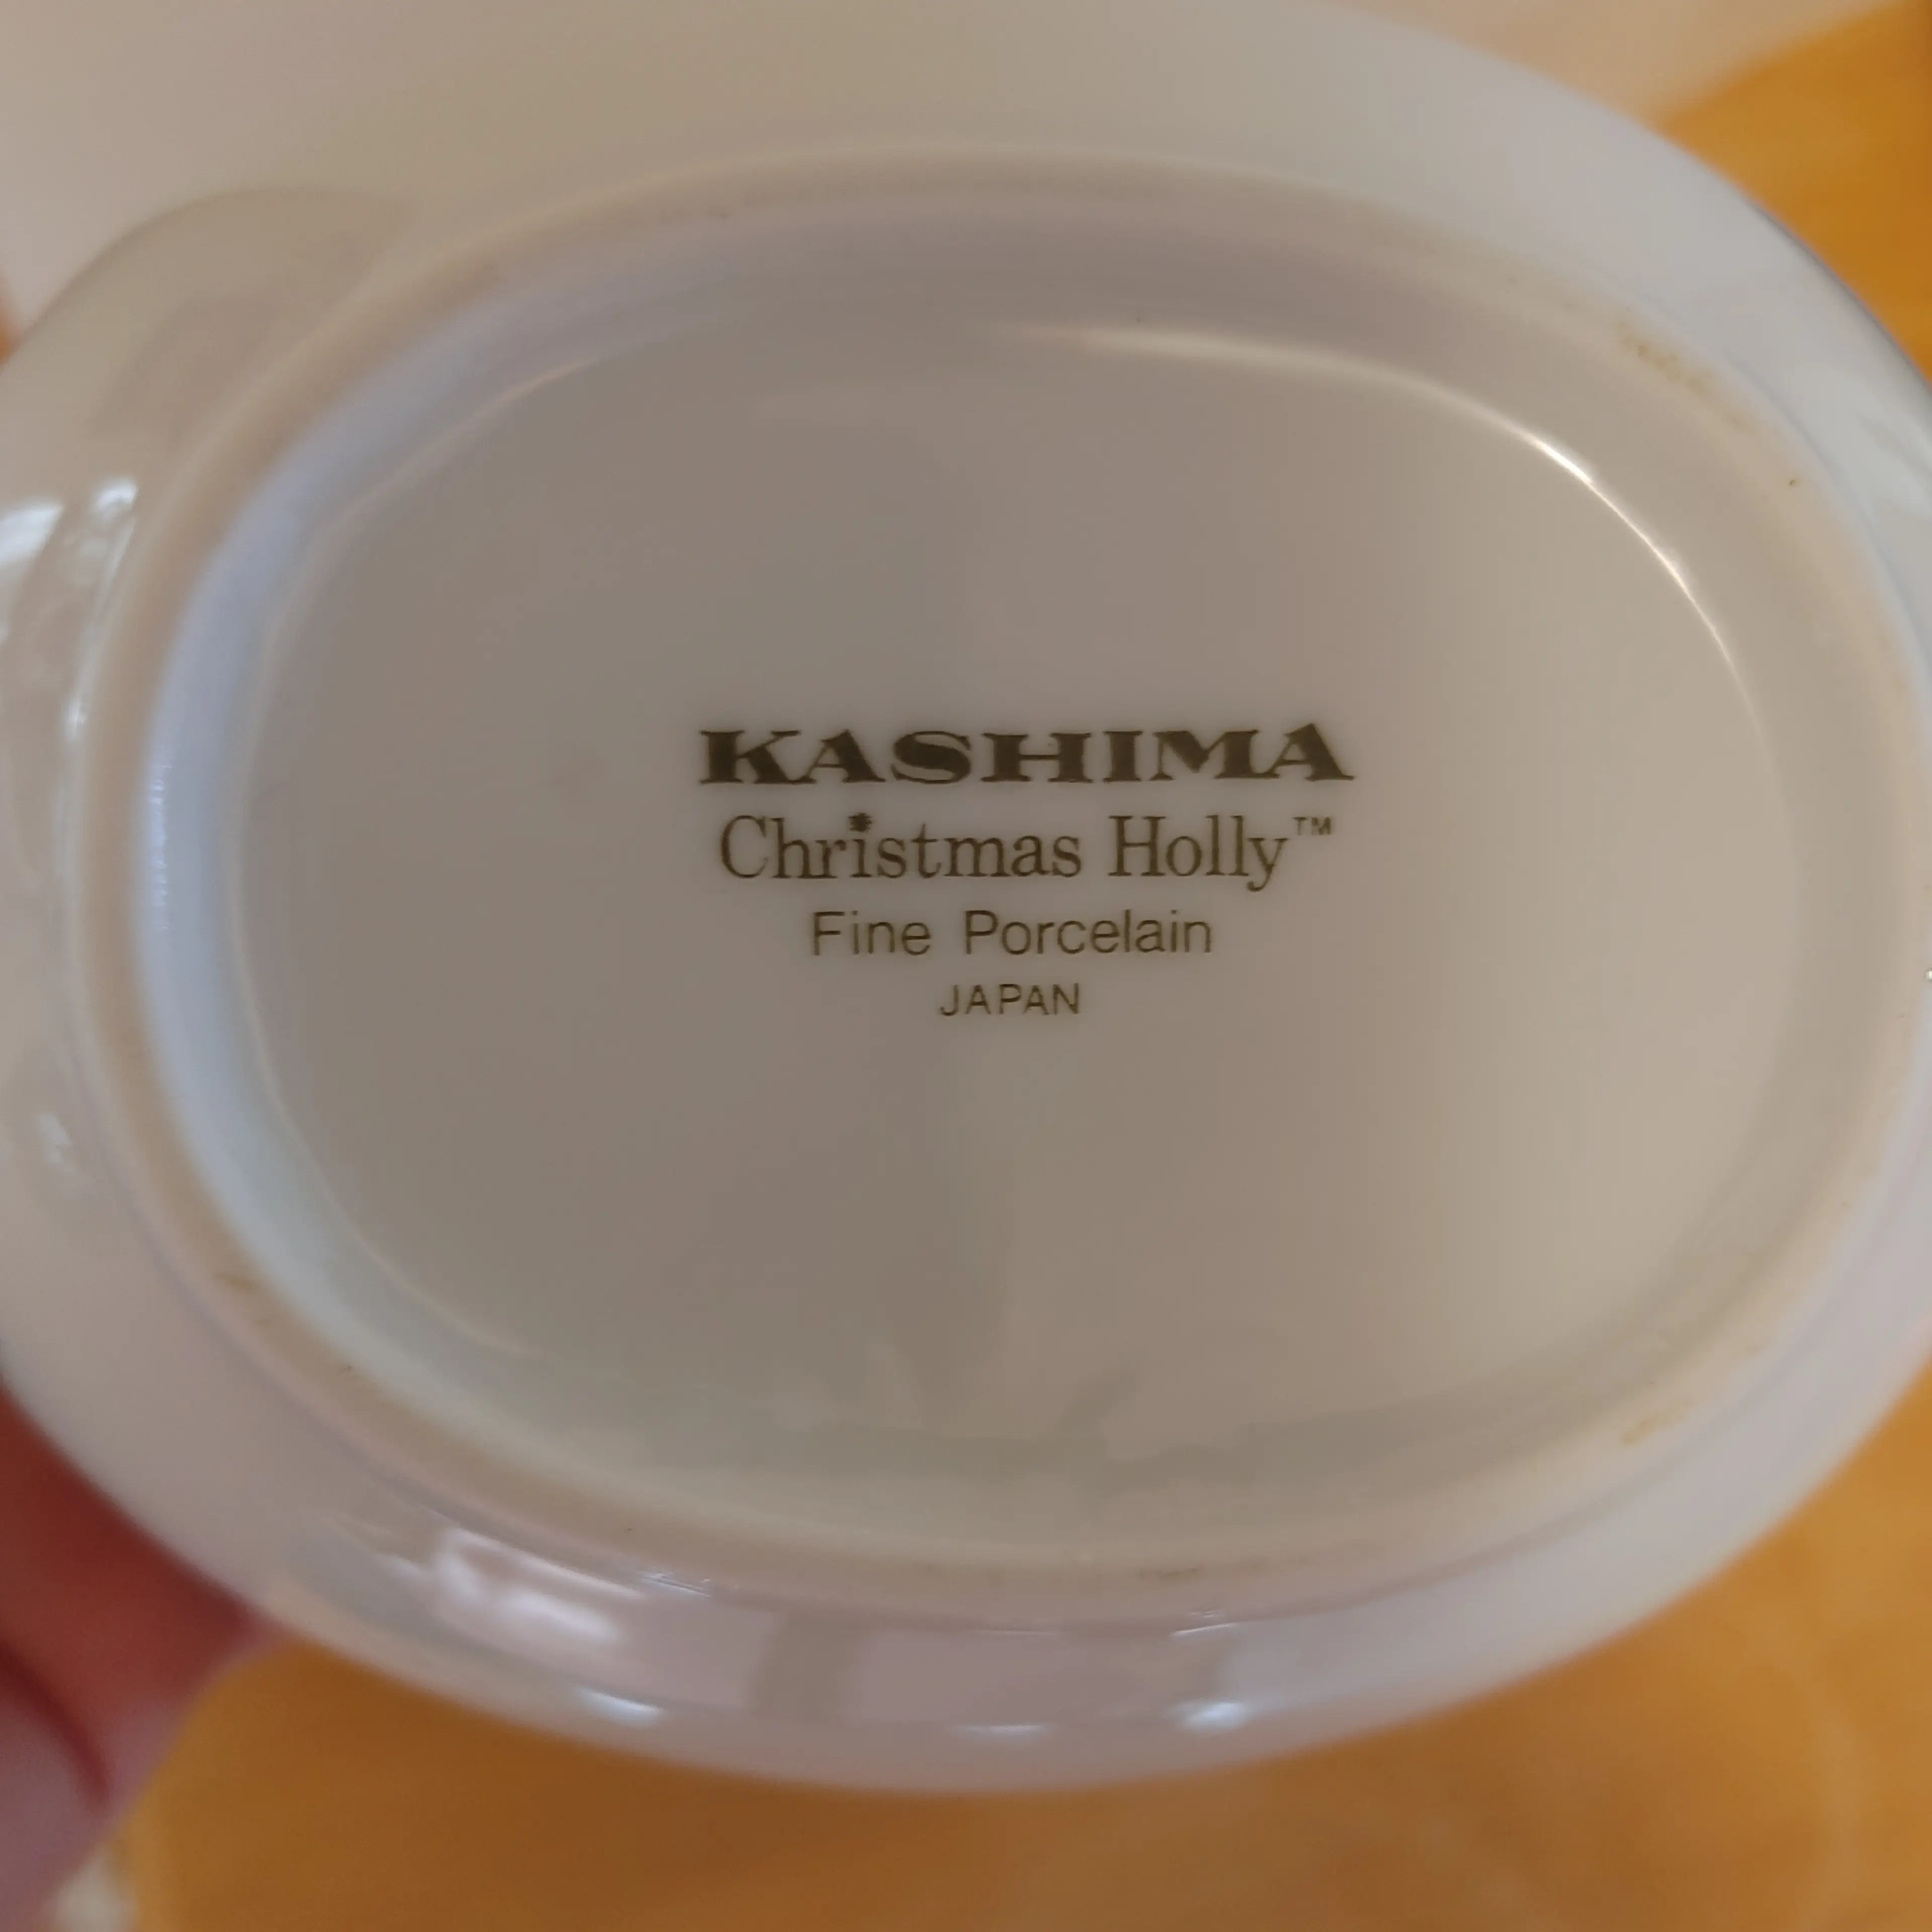 KASHIMA
Christmas Holly™
Fine Porcelain
JAPAN